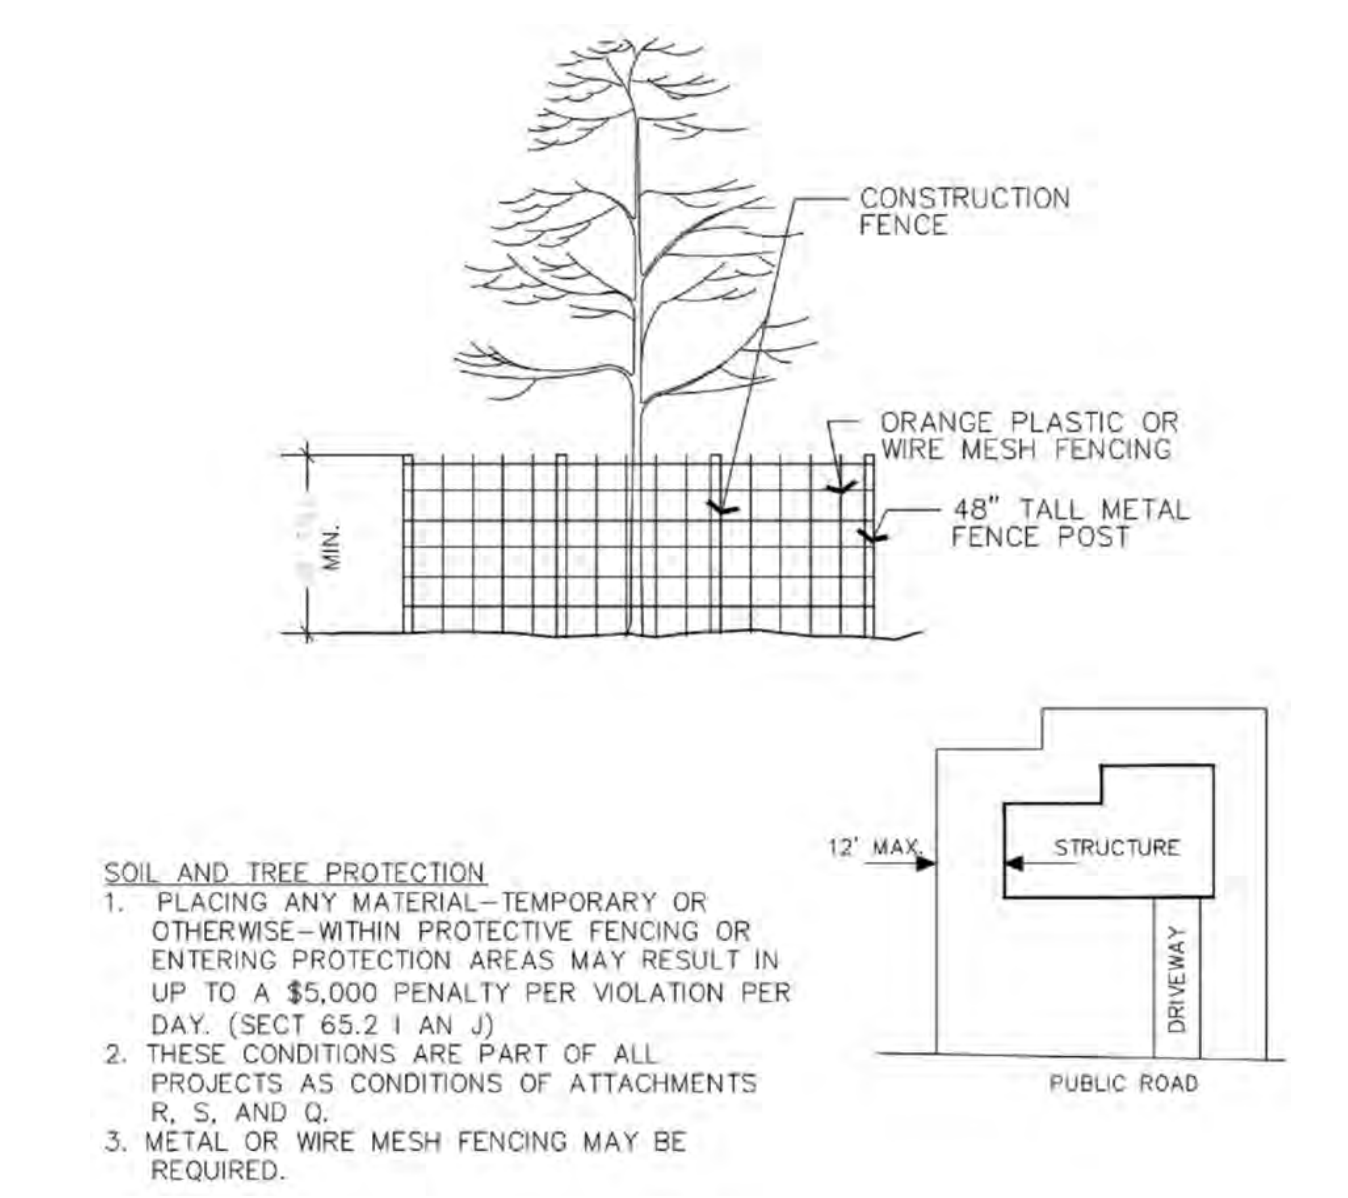 CONSTRUCTION
FENCE
ORANGE PLASTIC OR
WIRE MESH FENCING
48" TALL METAL
FENCE POST
MIN.
12' MAX.
STRUCTURE
DRIVEWAY
PUBLIC ROAD
SOIL AND TREE PROTECTION
1. PLACING ANY MATERIAL-TEMPORARY OR
OTHERWISE-WITHIN PROTECTIVE FENCING OR
ENTERING PROTECTION AREAS MAY RESULT IN
UP TO A $5,000 PENALTY PER VIOLATION PER
DAY. (SECT 65.2 I AN J)
2. THESE CONDITIONS ARE PART OF ALL
PROJECTS AS CONDITIONS OF ATTACHMENTS
R, S, AND Q.
3. METAL OR WIRE MESH FENCING MAY BE
REQUIRED.